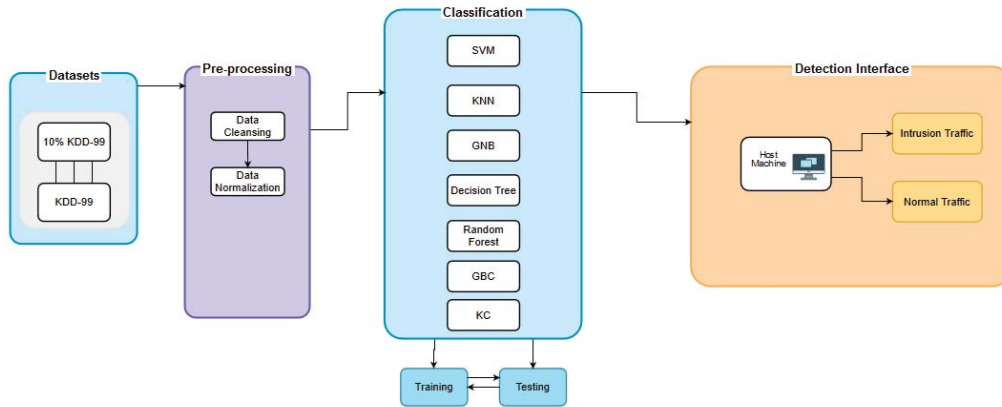 Datasets
10% KDD-99
KDD-99
Pre-processing
Data
Cleansing
Data
Normalization
Classification
SVM
KNN
GNB
Decision Tree
Random
Forest
GBC
KC
Training
Testing
Detection Interface
Host
Machine
Intrusion Traffic
Normal Traffic